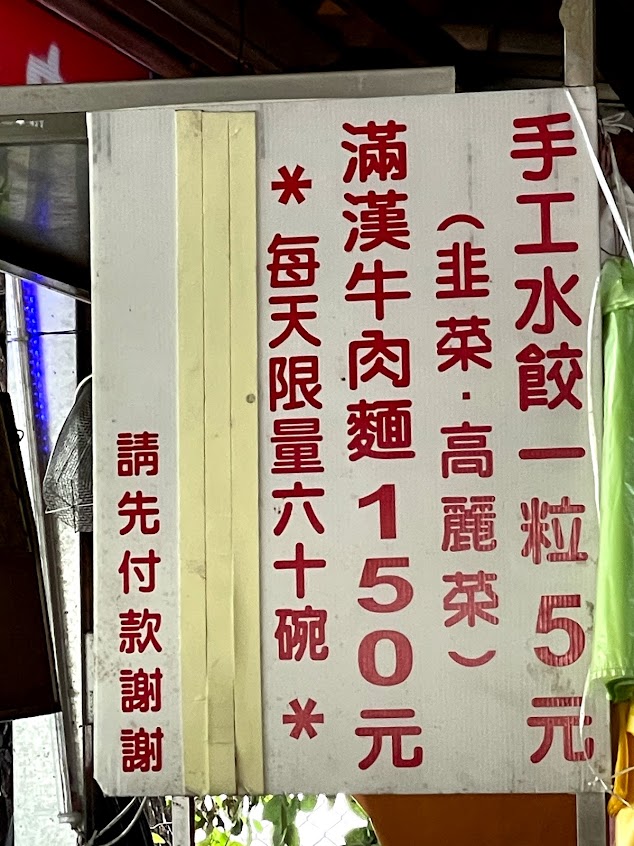 手工水餃一粒5元
（韭菜·高麗菜）
滿漢牛肉麵150元
*每天限量六十碗*
請先付款謝謝